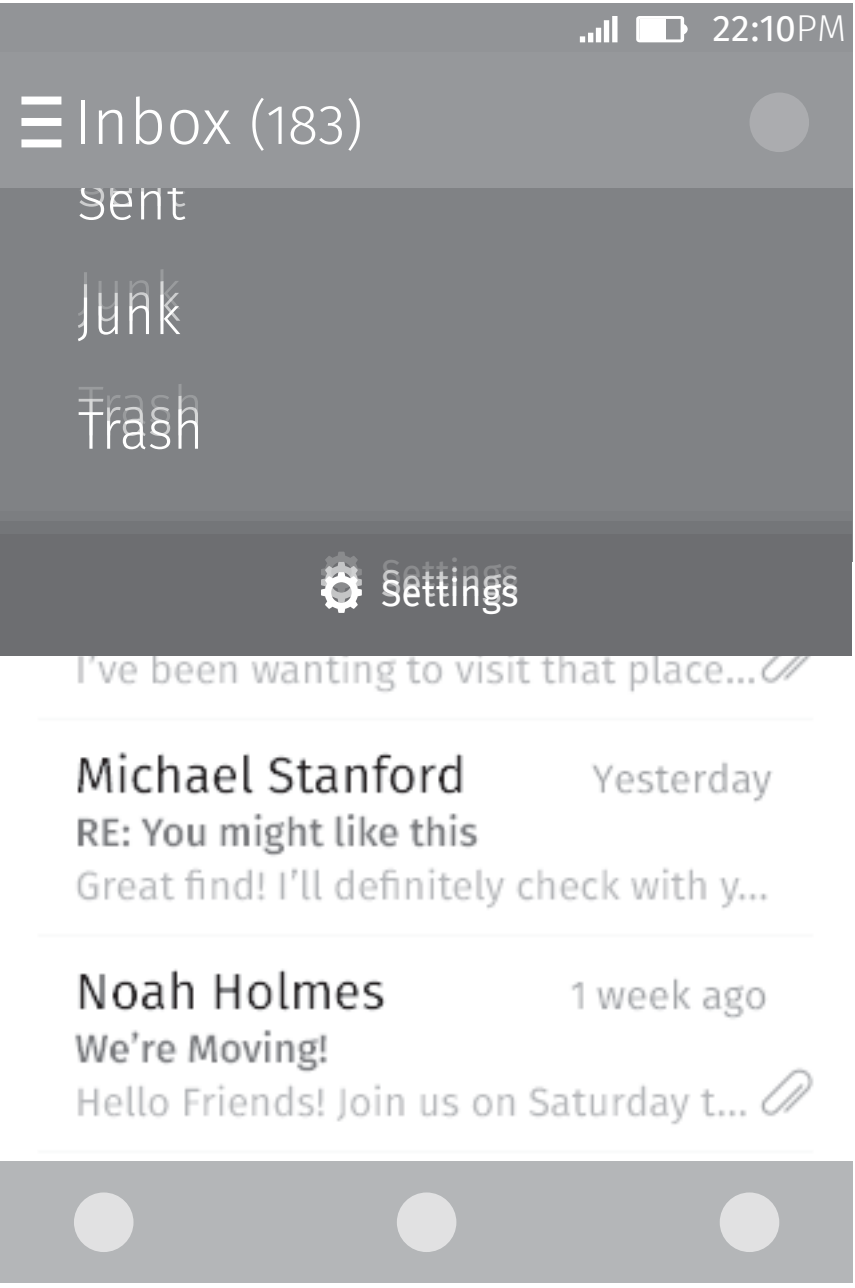 22:10PM
Inbox (183)
Sent
Junk
Trash
Settings
I’ve been wanting to visit that place...
Michael Stanford Yesterday
RE: You might like this
Great find! I’ll definitely check with y...
Noah Holmes 1 week ago
We’re Moving!
Hello Friends! Join us on Saturday t...